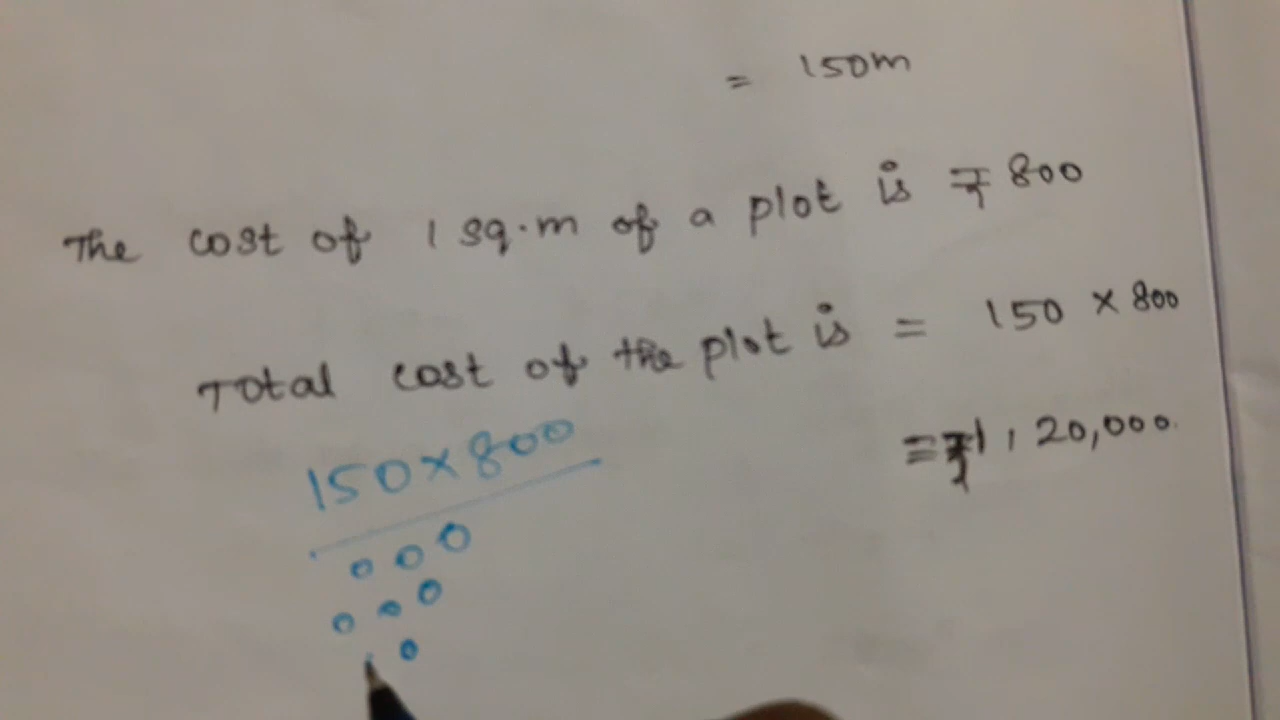 = 150m
The cost of 1 sq.m of a plot is ₹ 800
Total cost of the plot is = 150 × 800
= ₹1,20,000.
150×800
000
000
0